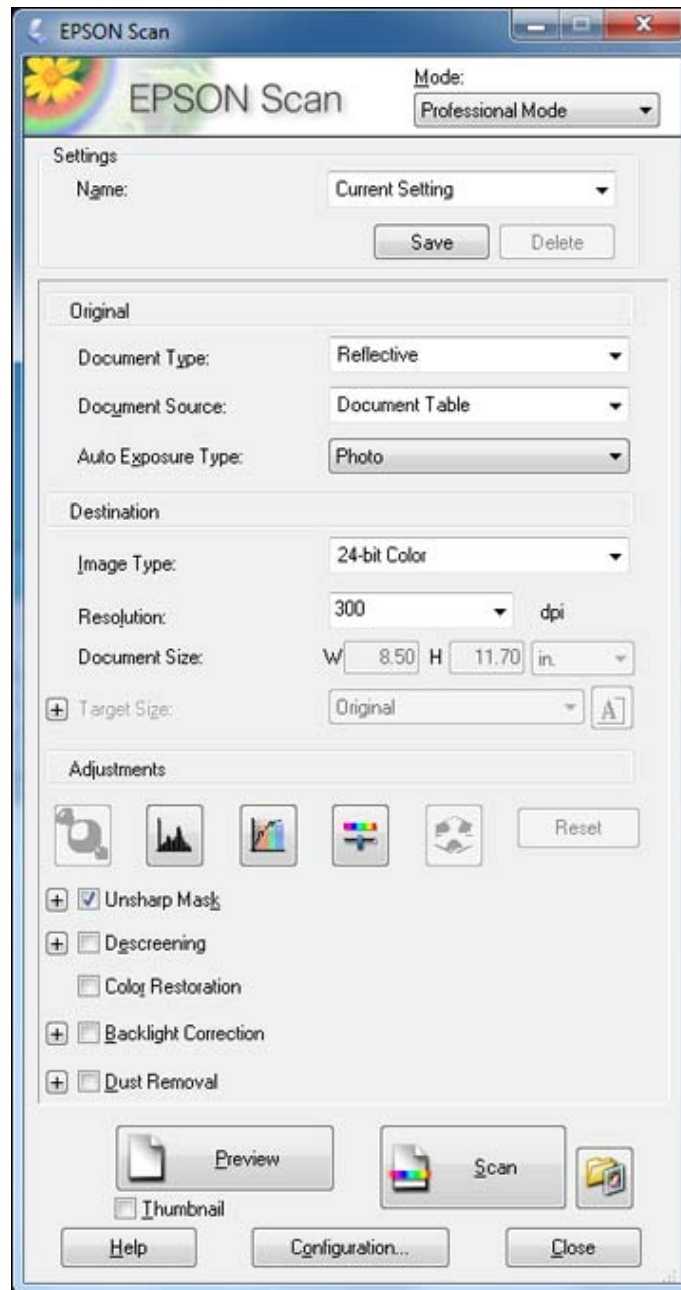 EPSON Scan
EPSON Scan
Mode:
Professional Mode
Settings
Name:
Current Setting
Save
Delete
Original
Document Type:
Reflective
Document Source:
Document Table
Auto Exposure Type:
Photo
Destination
Image Type:
24-bit Color
Resolution:
300
dpi
Document Size:
W 8.50 H 11.70 in.
Target Size:
Original
A
Adjustments
Reset
Unsharp Mask
Descreening
Color Restoration
Backlight Correction
Dust Removal
Preview
Scan
Thumbnail
Help
Configuration...
Close